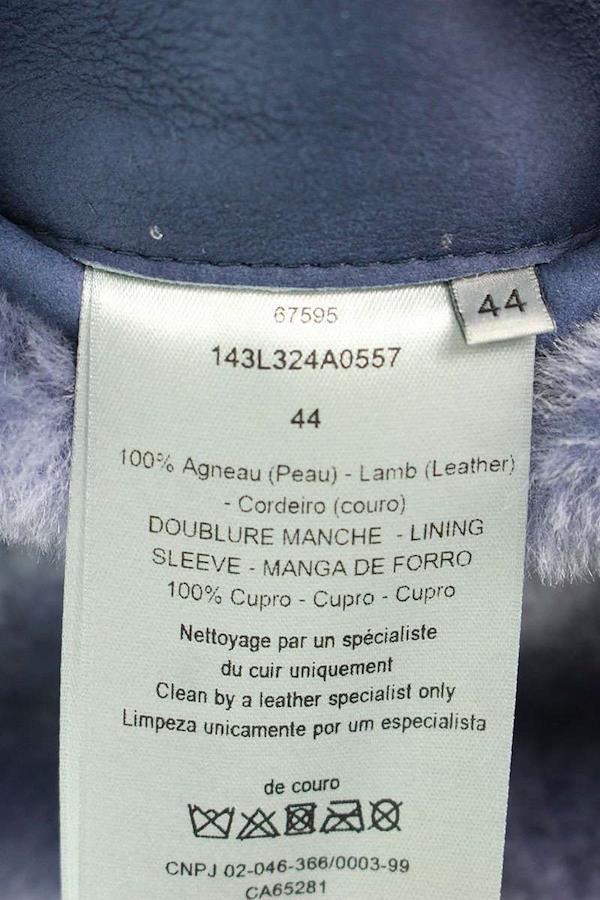 67595
44
143L324A0557
44
100% Agneau (Peau) - Lamb (Leather)
- Cordeiro (couro)
DOUBLURE MANCHE - LINING
SLEEVE - MANGA DE FORRO
100% Cupro - Cupro - Cupro
Nettoyage par un spécialiste
du cuir uniquement
Clean by a leather specialist only
Limpeza unicamente por um especialista
de couro
CNPJ 02-046-366/0003-99
CA65281